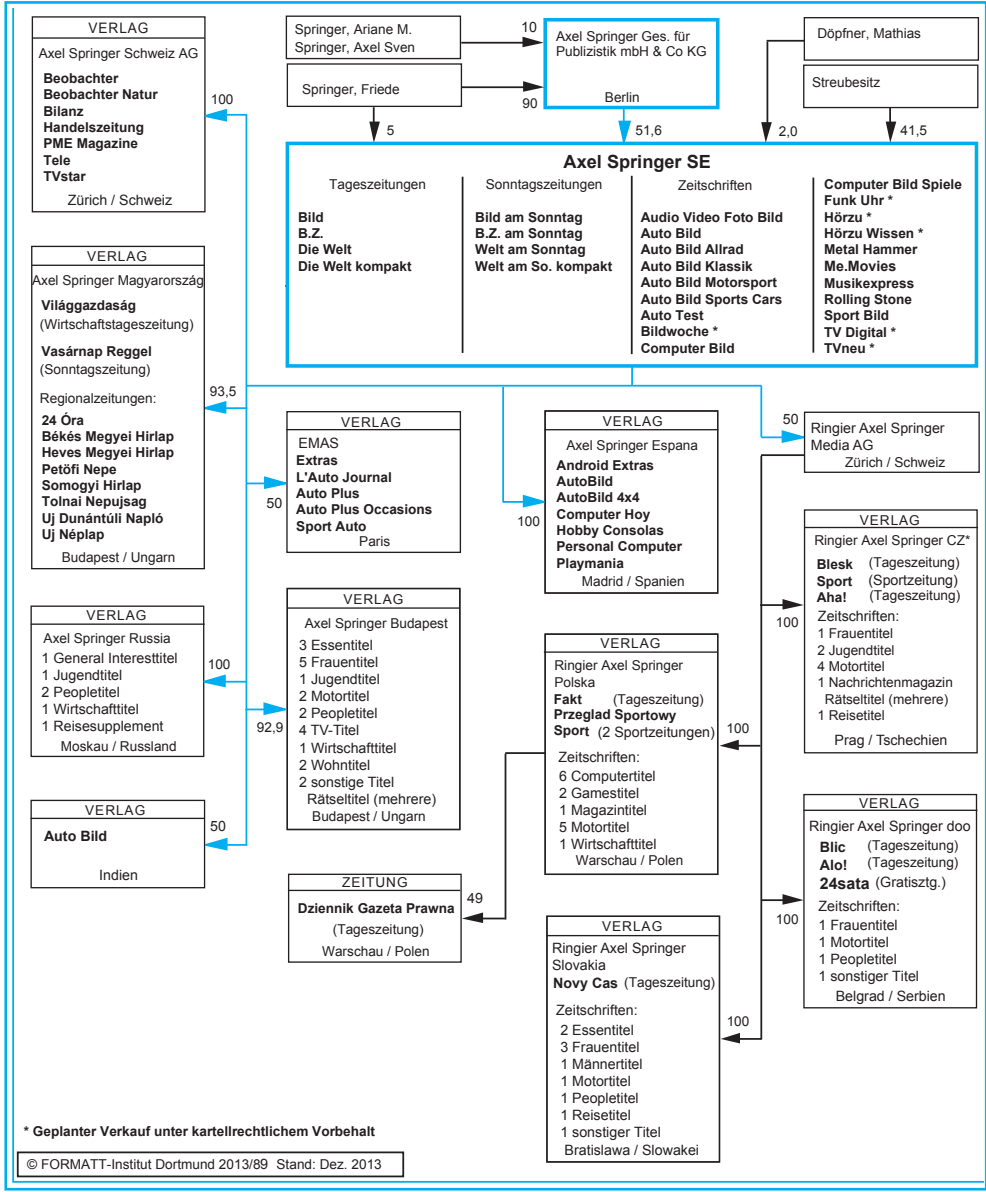 VERLAG
Axel Springer Schweiz AG
Beobachter
Beobachter Natur
Bilanz
Handelszeitung
PME Magazine
Tele
TVstar
Zürich / Schweiz
100
Springer, Ariane M.
Springer, Axel Sven
10
Springer, Friede
90
5
Axel Springer Ges. für
Publizistik mbH & Co KG
Berlin
51,6
Döpfner, Mathias
2,0
Streubesitz
41,5
Axel Springer SE
Tageszeitungen
Bild
B.Z.
Die Welt
Die Welt kompakt
Sonntagszeitungen
Bild am Sonntag
B.Z. am Sonntag
Welt am Sonntag
Welt am So. kompakt
Zeitschriften
Audio Video Foto Bild
Auto Bild
Auto Bild Allrad
Auto Bild Klassik
Auto Bild Motorsport
Auto Bild Sports Cars
Auto Test
Bildwoche *
Computer Bild
Computer Bild Spiele
Funk Uhr *
Hörzu *
Hörzu Wissen *
Metal Hammer
Me.Movies
Musikexpress
Rolling Stone
Sport Bild
TV Digital *
TVneu *
VERLAG
Axel Springer Magyarország
Világgazdaság
(Wirtschaftstageszeitung)
Vasárnap Reggel
(Sonntagszeitung)
Regionalzeitungen:
24 Óra
Békés Megyei Hirlap
Heves Megyei Hirlap
Petöfi Nepe
Somogyi Hirlap
Tolnai Nepujsag
Uj Dunántúli Napló
Uj Néplap
Budapest / Ungarn
93,5
VERLAG
EMAS
Extras
L'Auto Journal
Auto Plus
Auto Plus Occasions
Sport Auto
Paris
50
VERLAG
Axel Springer Espana
Android Extras
AutoBild
AutoBild 4x4
Computer Hoy
Hobby Consolas
Personal Computer
Playmania
Madrid / Spanien
100
50
Ringier Axel Springer
Media AG
Zürich / Schweiz
VERLAG
Ringier Axel Springer CZ*
Blesk (Tageszeitung)
Sport (Sportzeitung)
Aha! (Tageszeitung)
Zeitschriften:
1 Frauentitel
2 Jugendtitel
4 Motortitel
1 Nachrichtenmagazin
Rätseltitel (mehrere)
1 Reisetitel
Prag / Tschechien
100
VERLAG
Axel Springer Russia
1 General Interesttitel
1 Jugendtitel
2 Peopletitel
1 Wirtschafttitel
1 Reisesupplement
Moskau / Russland
100
VERLAG
Axel Springer Budapest
3 Essentitel
5 Frauentitel
1 Jugendtitel
2 Motortitel
2 Peopletitel
4 TV-Titel
1 Wirtschafttitel
2 Wohntitel
2 sonstige Titel
Rätseltitel (mehrere)
Budapest / Ungarn
92,9
VERLAG
Ringier Axel Springer
Polska
Fakt (Tageszeitung)
Przeglad Sportowy
Sport (2 Sportzeitungen)
Zeitschriften:
6 Computertitel
2 Gamestitel
1 Magazintitel
5 Motortitel
1 Wirtschafttitel
Warschau / Polen
100
VERLAG
Auto Bild
Indien
50
ZEITUNG
Dziennik Gazeta Prawna
(Tageszeitung)
Warschau / Polen
49
VERLAG
Ringier Axel Springer doo
Blic (Tageszeitung)
Alo! (Tageszeitung)
24sata (Gratisztg.)
Zeitschriften:
1 Frauentitel
1 Motortitel
1 Peopletitel
1 sonstiger Titel
Belgrad / Serbien
100
VERLAG
Ringier Axel Springer
Slovakia
Novy Cas (Tageszeitung)
Zeitschriften:
2 Essentitel
3 Frauentitel
1 Männertitel
1 Motortitel
1 Peopletitel
1 Reisetitel
1 sonstiger Titel
Bratislawa / Slowakei
100
* Geplanter Verkauf unter kartellrechtlichem Vorbehalt
© FORMATT-Institut Dortmund 2013/89 Stand: Dez. 2013